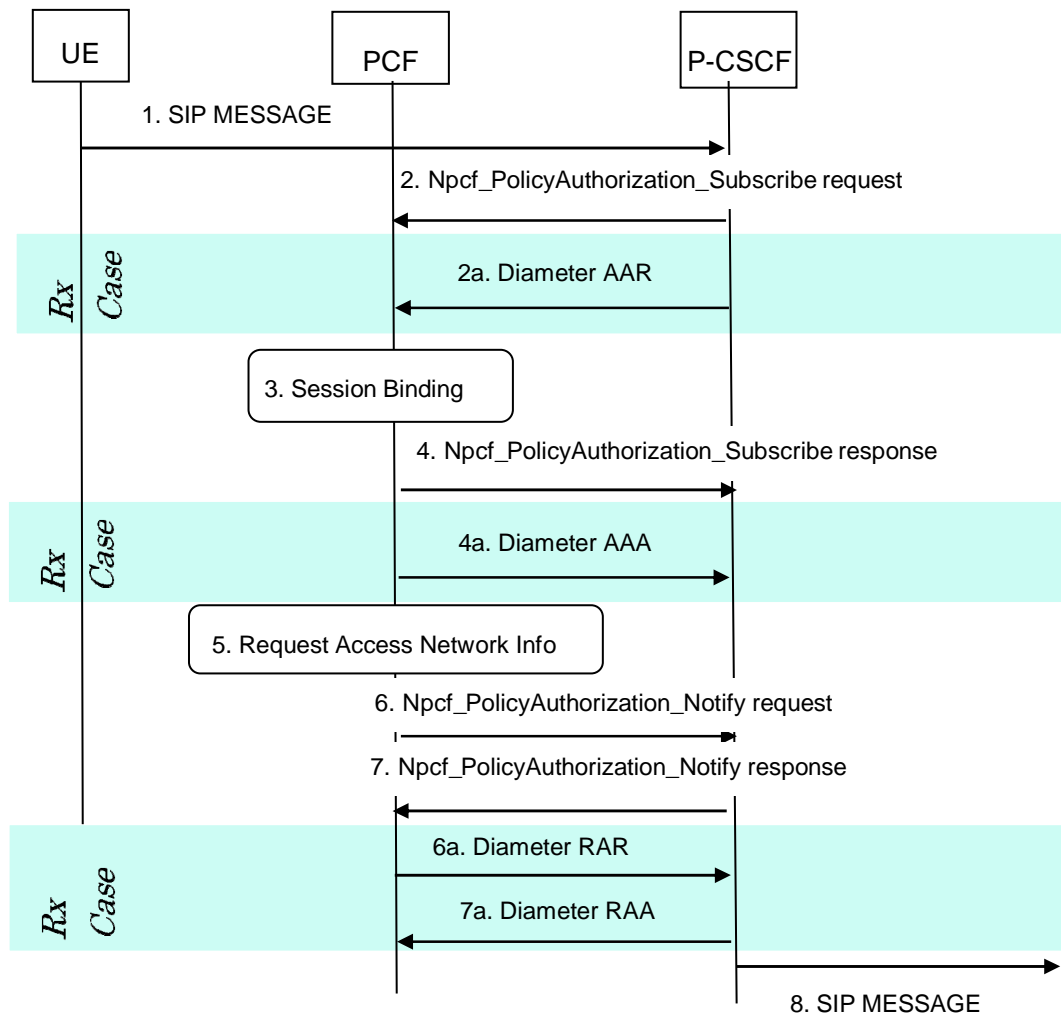 UE
PCF
P-CSCF
1. SIP MESSAGE
2. Npcf_PolicyAuthorization_Subscribe request
Rx
Case
2a. Diameter AAR
3. Session Binding
4. Npcf_PolicyAuthorization_Subscribe response
Rx
Case
4a. Diameter AAA
5. Request Access Network Info
6. Npcf_PolicyAuthorization_Notify request
7. Npcf_PolicyAuthorization_Notify response
Rx
Case
6a. Diameter RAR
7a. Diameter RAA
8. SIP MESSAGE